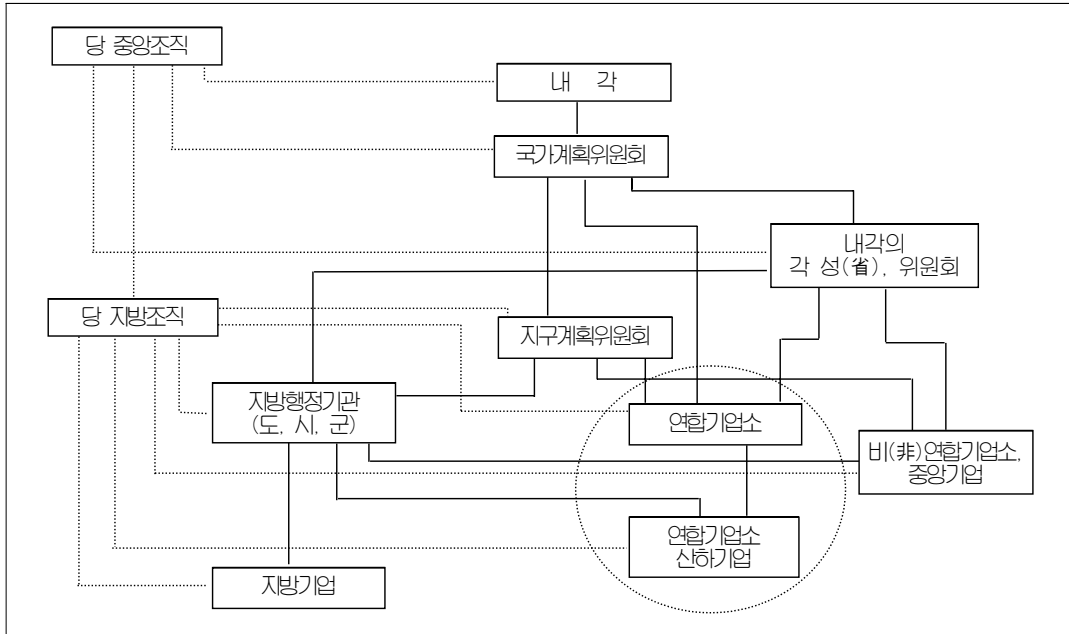 당 중앙조직
내 각
국가계획위원회
내각의
각 성(省), 위원회
당 지방조직
지구계획위원회
지방행정기관
(도, 시, 군)
연합기업소
비(非)연합기업소,
중앙기업
연합기업소
산하기업
지방기업